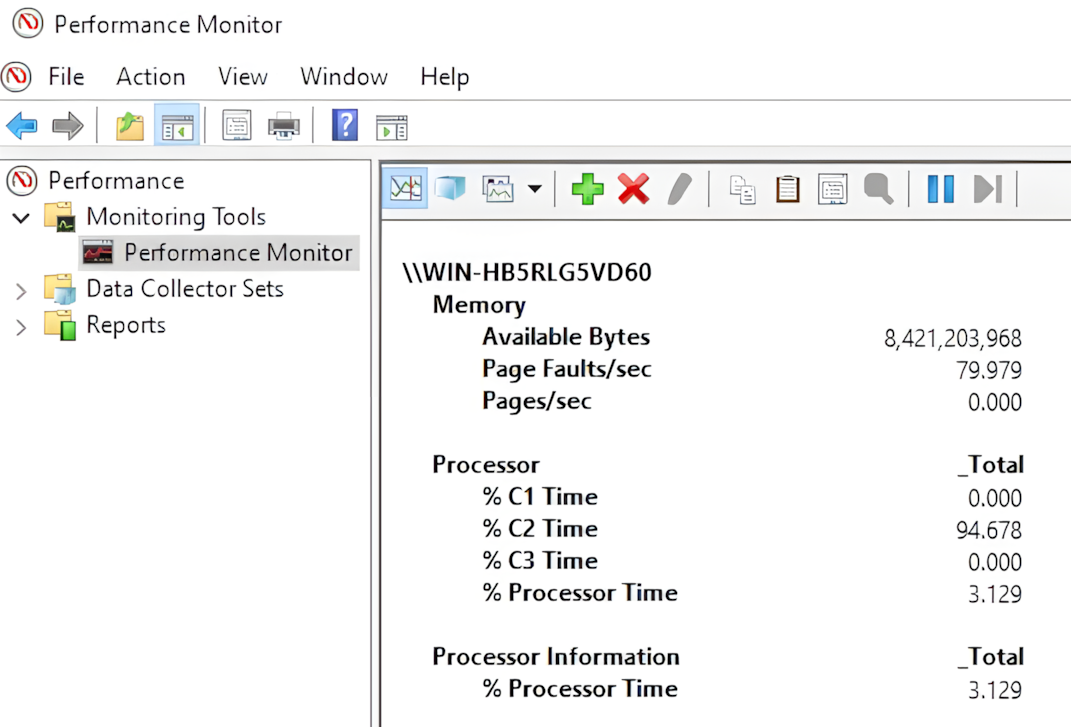 Performance Monitor
File Action View Window Help
Performance
Monitoring Tools
Performance Monitor
Data Collector Sets
Reports
\\WIN-HB5RLG5VD60
Memory
Available Bytes 8,421,203,968
Page Faults/sec 79.979
Pages/sec 0.000
Processor _Total
% C1 Time 0.000
% C2 Time 94.678
% C3 Time 0.000
% Processor Time 3.129
Processor Information _Total
% Processor Time 3.129